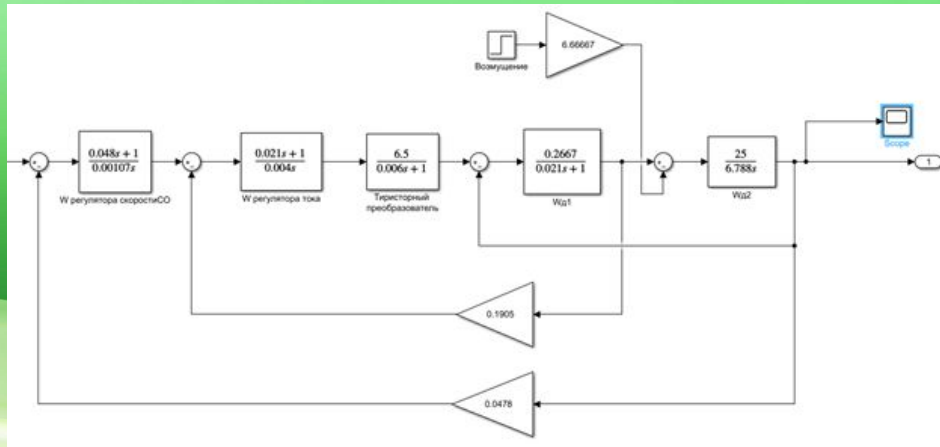 6.66667
Возмущение
Scope
0.048s + 1
0.00107s
W регулятора скоростиСО
0.021s + 1
0.004s
W регулятора тока
6.5
0.006s + 1
Тиристорный
преобразователь
0.2667
0.021s + 1
Wд1
25
6.788s
Wд2
1
0.1905
0.0478